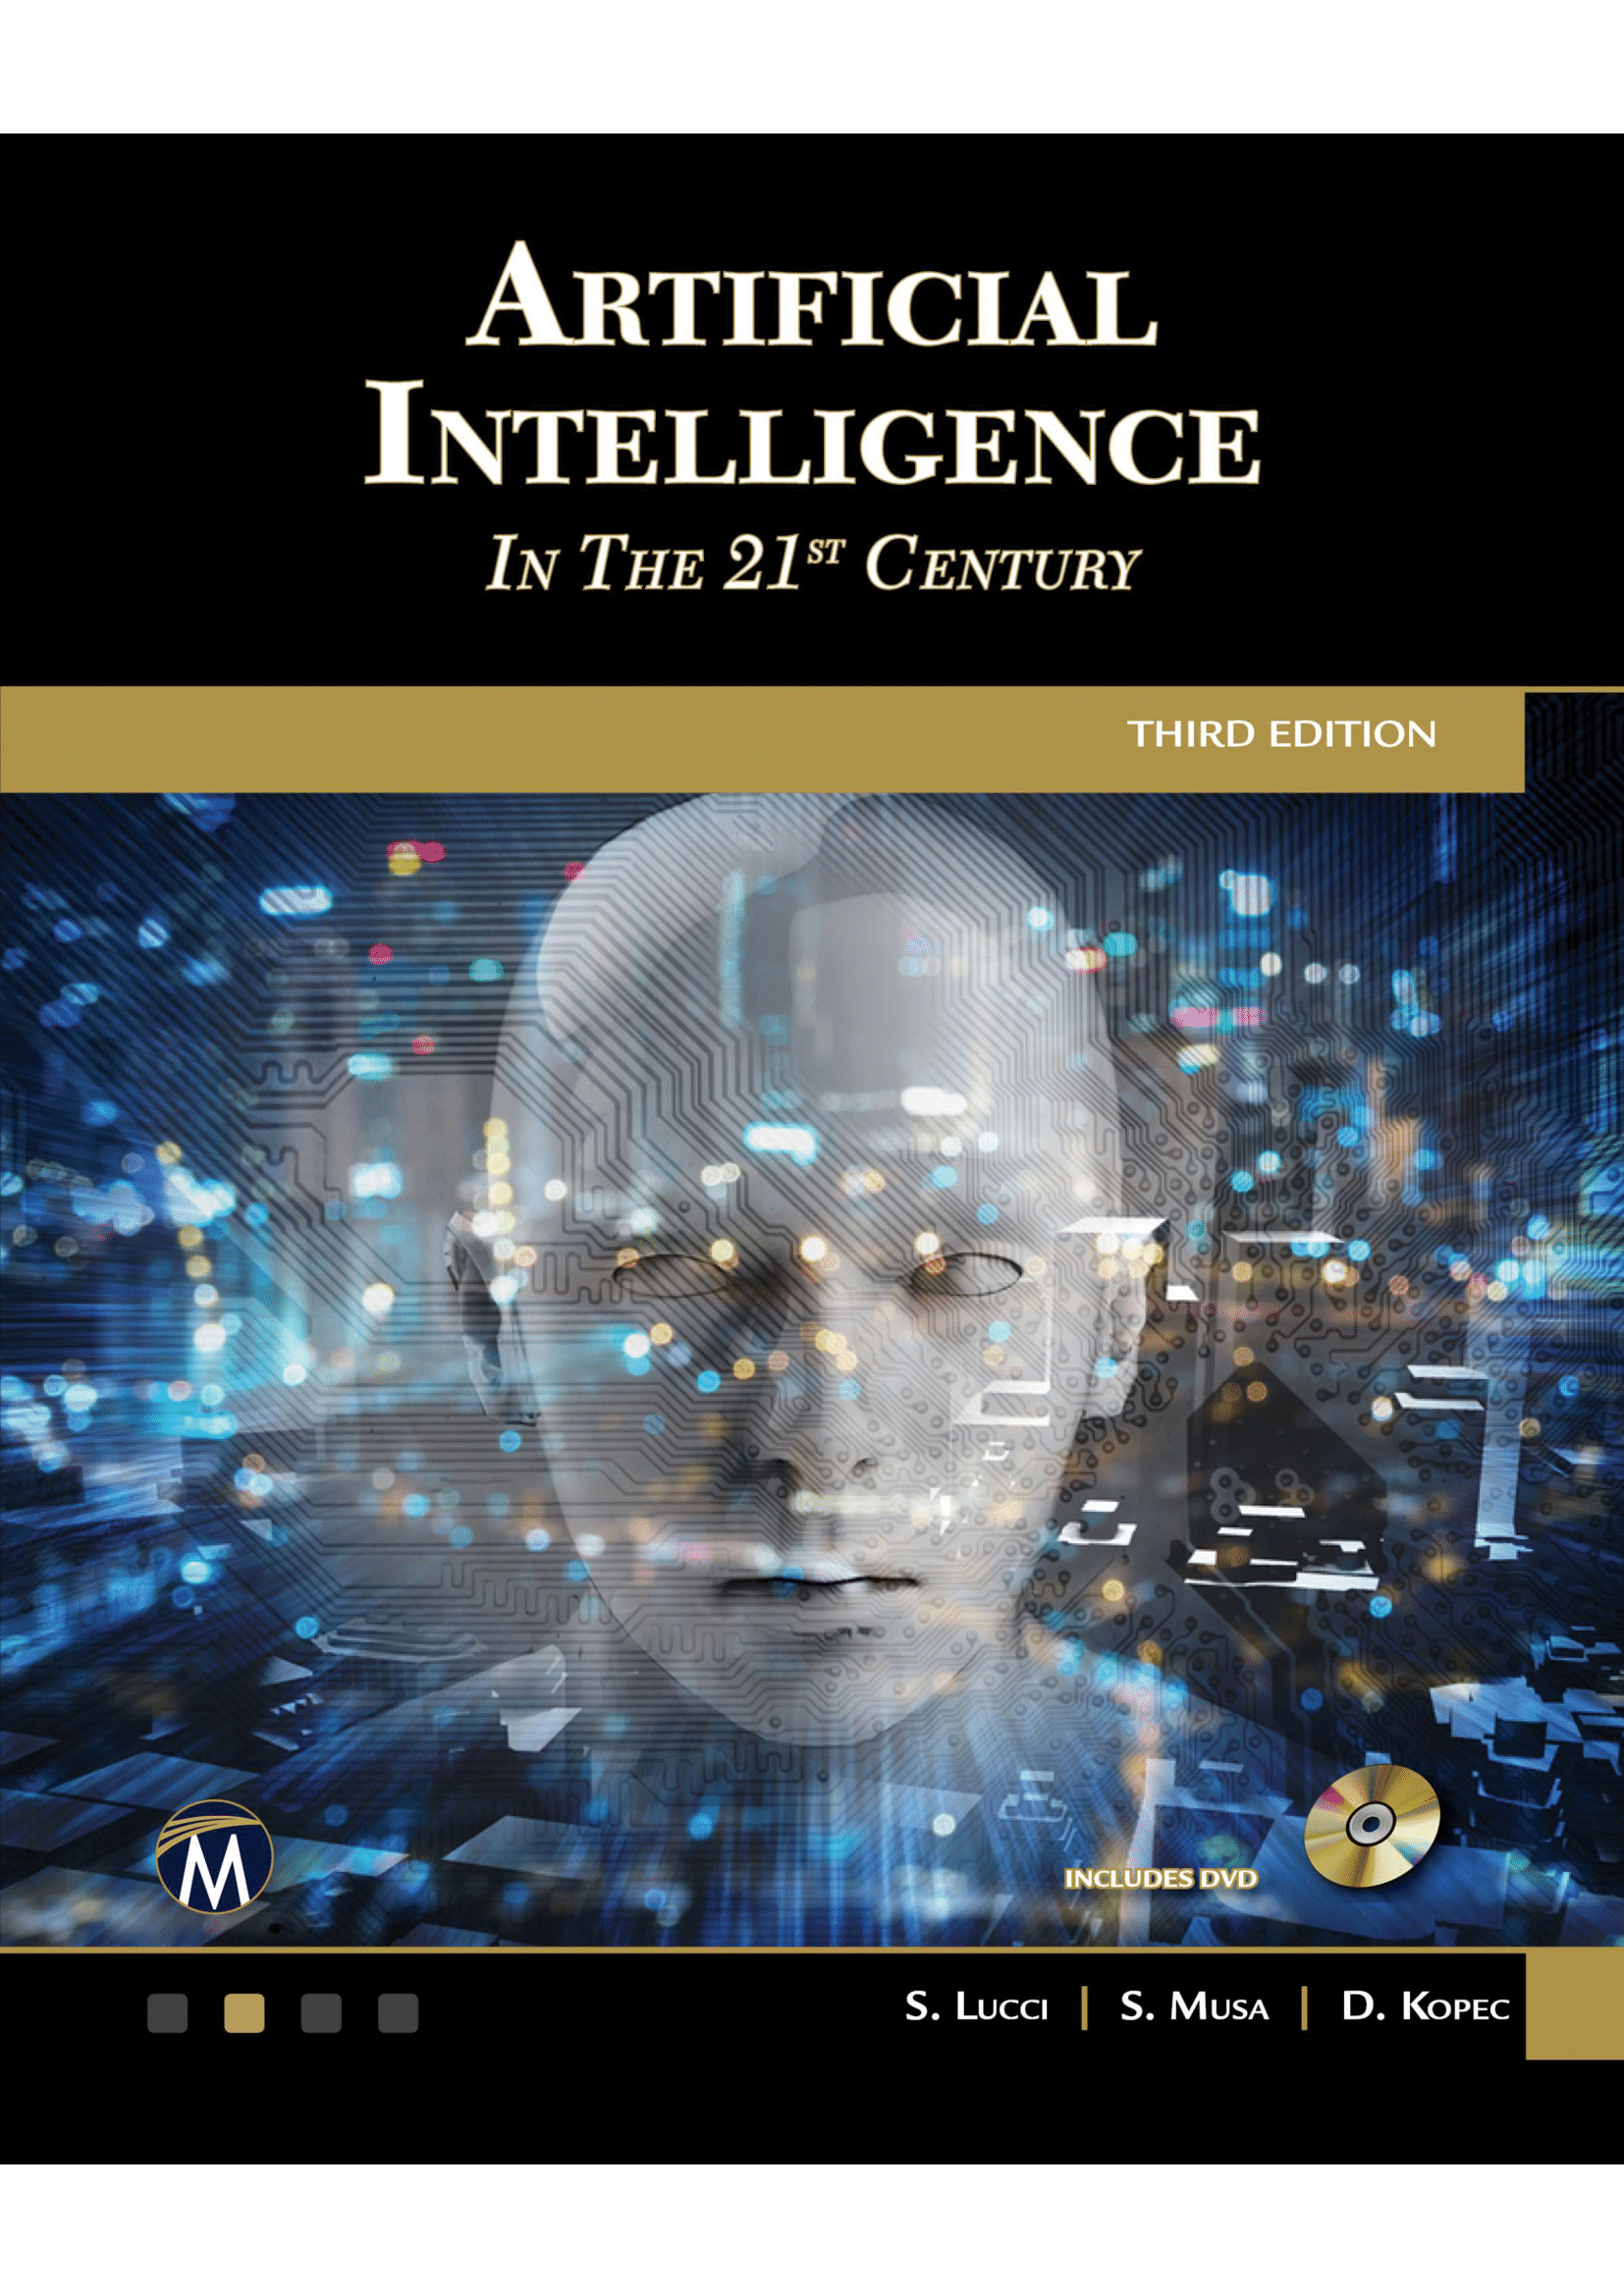 ARTIFICIAL
INTELLIGENCE
IN THE 21ST CENTURY
THIRD EDITION
M
INCLUDES DVD
S. LUCCI | S. MUSA | D. KOPEC